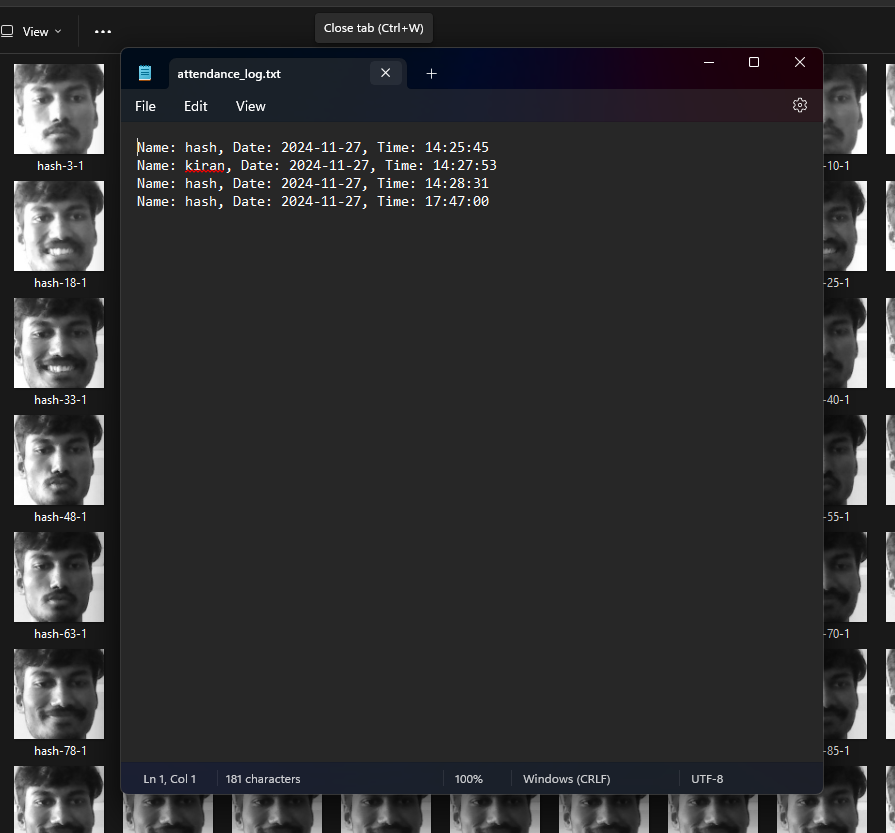 View
Close tab (Ctrl+W)
attendance_log.txt
File Edit View
Name: hash, Date: 2024-11-27, Time: 14:25:45
Name: kiran, Date: 2024-11-27, Time: 14:27:53
Name: hash, Date: 2024-11-27, Time: 14:28:31
Name: hash, Date: 2024-11-27, Time: 17:47:00
hash-3-1
-10-1
hash-18-1
-25-1
hash-33-1
-40-1
hash-48-1
-55-1
hash-63-1
-70-1
hash-78-1
-85-1
Ln 1, Col 1 181 characters 100% Windows (CRLF) UTF-8